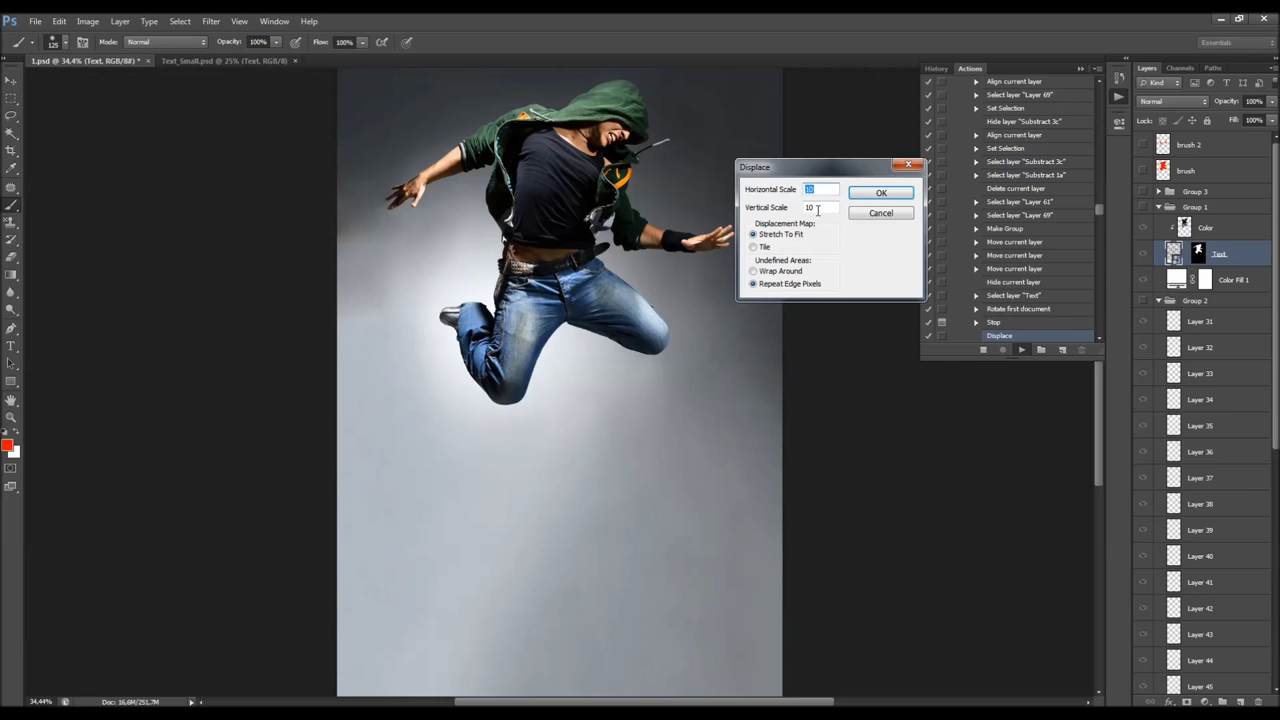 Ps File Edit Image Layer Type Select Filter View Window Help
125 Mode: Normal Opacity: 100% Flow: 100% Essentials
1.psd @ 34,4% (Text, RGB/8#) * × Text_Small.psd @ 25% (Text, RGB/8) ×
History Actions
Align current layer
Select layer "Layer 69"
Set Selection
Hide layer "Substract 3c"
Align current layer
Set Selection
Select layer "Substract 3c"
Select layer "Substract 1a"
Delete current layer
Select layer "Layer 61"
Select layer "Layer 69"
Make Group
Move current layer
Move current layer
Move current layer
Hide current layer
Select layer "Text"
Rotate first document
Stop
Displace
Displace
Horizontal Scale 10 OK
Vertical Scale 10 Cancel
Displacement Map:
Stretch To Fit
Tile
Undefined Areas:
Wrap Around
Repeat Edge Pixels
Layers Channels Paths
Kind
Normal Opacity: 100%
Lock: Fill: 100%
brush 2
brush
Group 3
Group 1
Color
Text
Color Fill 1
Group 2
Layer 31
Layer 32
Layer 33
Layer 34
Layer 35
Layer 36
Layer 37
Layer 38
Layer 39
Layer 40
Layer 41
Layer 42
Layer 43
Layer 44
Layer 45
34.44% Doc: 16,6M/251,7M